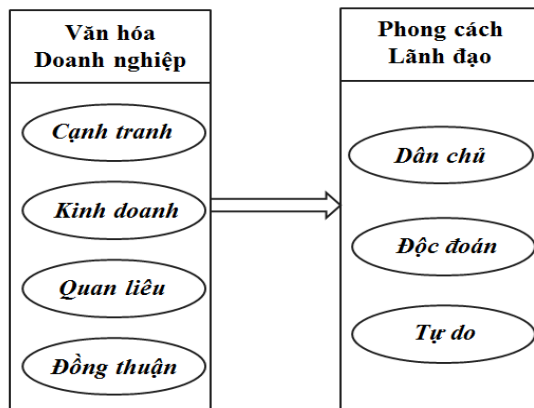 Văn hóa
Doanh nghiệp
Cạnh tranh
Kinh doanh
Quan liêu
Đồng thuận
Phong cách
Lãnh đạo
Dân chủ
Độc đoán
Tự do